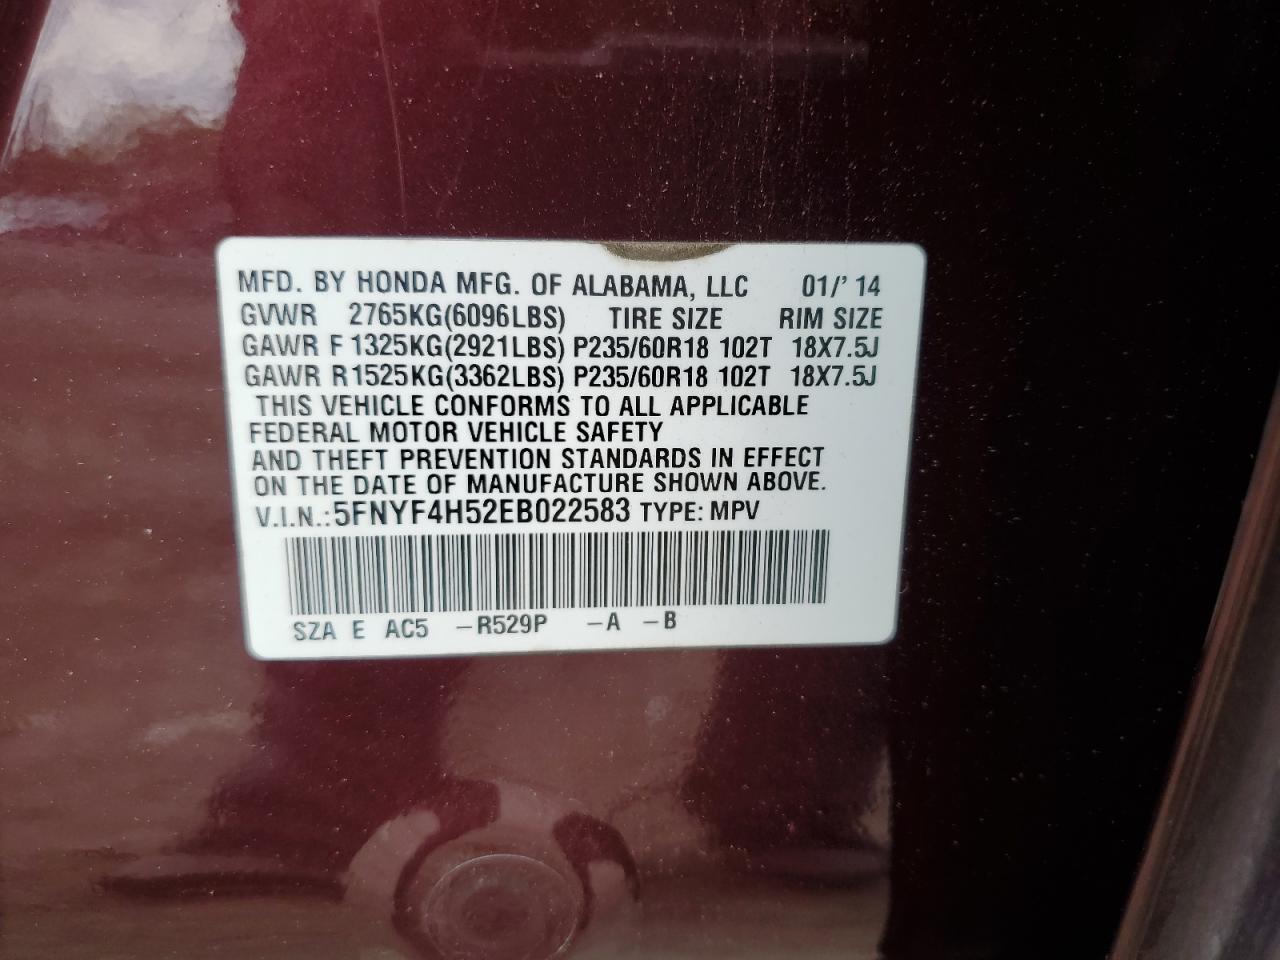 MFD. BY HONDA MFG. OF ALABAMA, LLC 01/' 14
GVWR 2765KG(6096LBS) TIRE SIZE RIM SIZE
GAWR F 1325KG(2921LBS) P235/60R18 102T 18X7.5J
GAWR R1525KG(3362LBS) P235/60R18 102T 18X7.5J
THIS VEHICLE CONFORMS TO ALL APPLICABLE
FEDERAL MOTOR VEHICLE SAFETY
AND THEFT PREVENTION STANDARDS IN EFFECT
ON THE DATE OF MANUFACTURE SHOWN ABOVE.
V.I.N.:5FNYF4H52EB022583 TYPE: MPV
SZA E AC5 -R529P -A -B